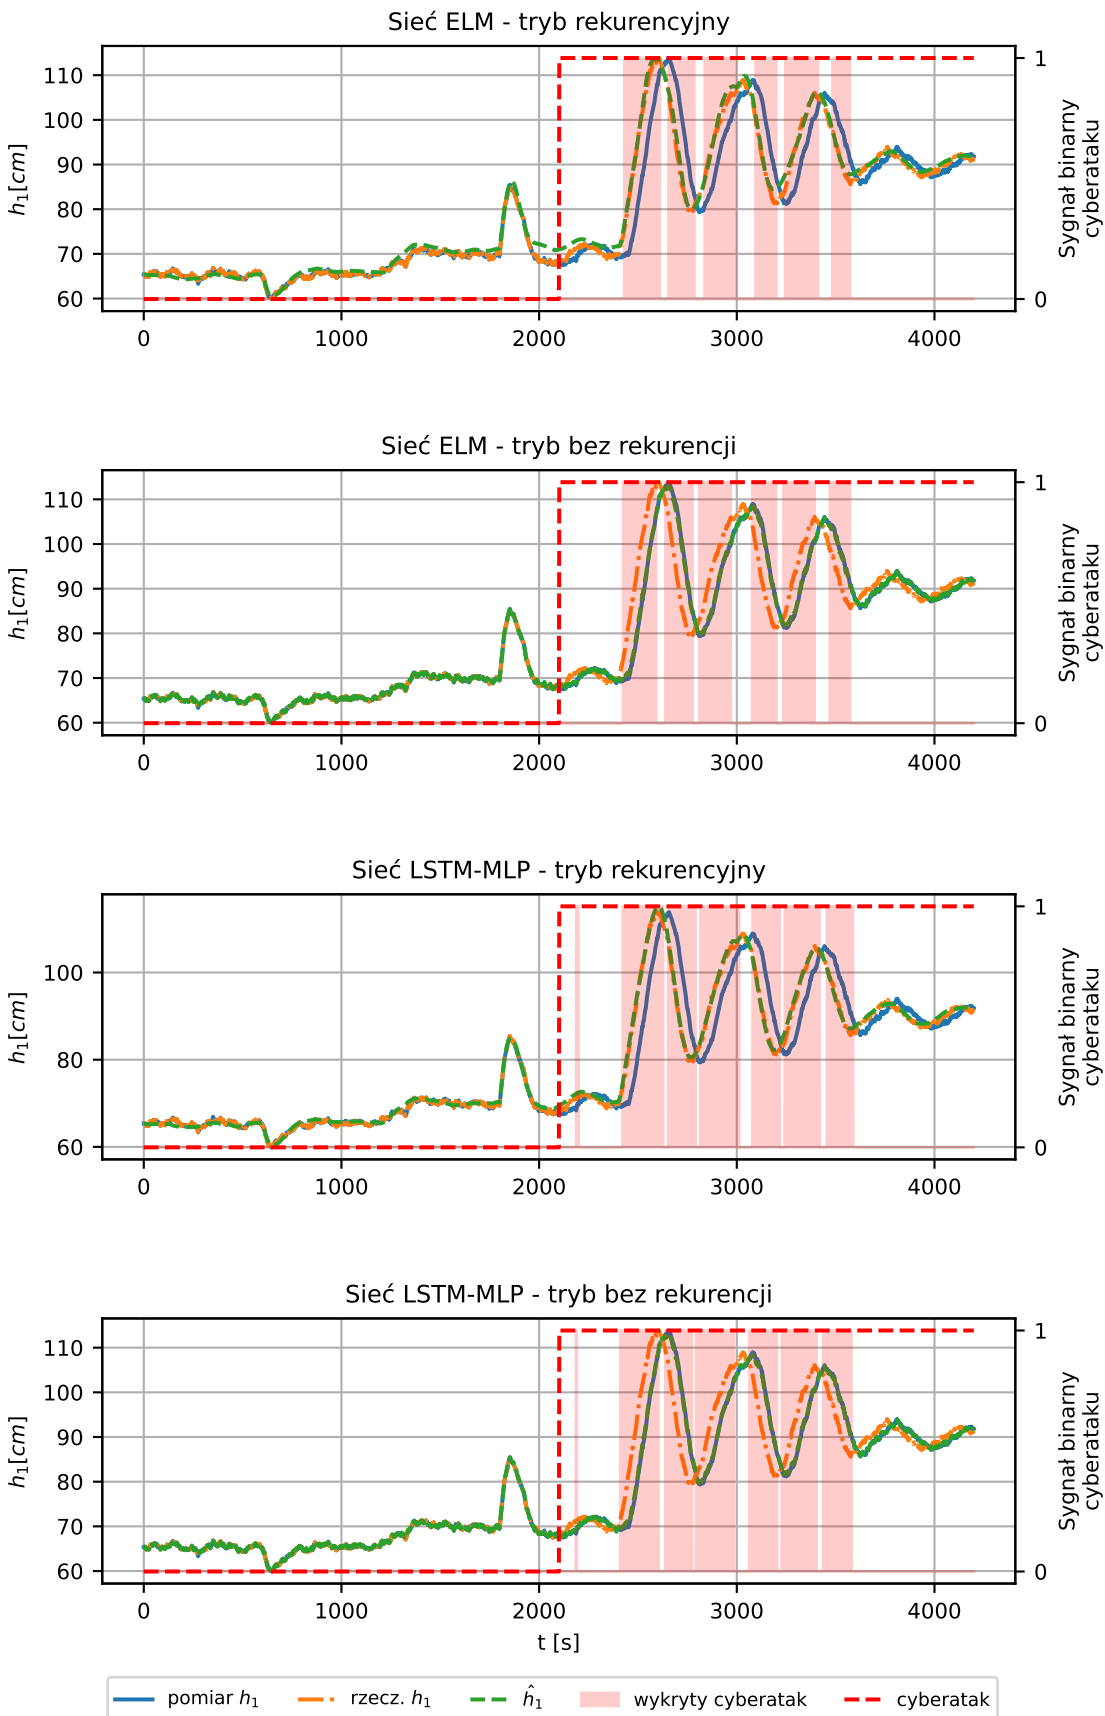 Sieć ELM - tryb rekurencyjny
110
100
90
80
70
60
h₁[cm]
1
0
Sygnał binarny
cyberataku
0 1000 2000 3000 4000
Sieć ELM - tryb bez rekurencji
110
100
90
80
70
60
h₁[cm]
1
0
Sygnał binarny
cyberataku
0 1000 2000 3000 4000
Sieć LSTM-MLP - tryb rekurencyjny
100
80
60
h₁[cm]
1
0
Sygnał binarny
cyberataku
0 1000 2000 3000 4000
Sieć LSTM-MLP - tryb bez rekurencji
110
100
90
80
70
60
h₁[cm]
1
0
Sygnał binarny
cyberataku
0 1000 2000 3000 4000
t [s]
pomiar h₁ rzecz. h₁ ĥ₁ wykryty cyberatak cyberatak